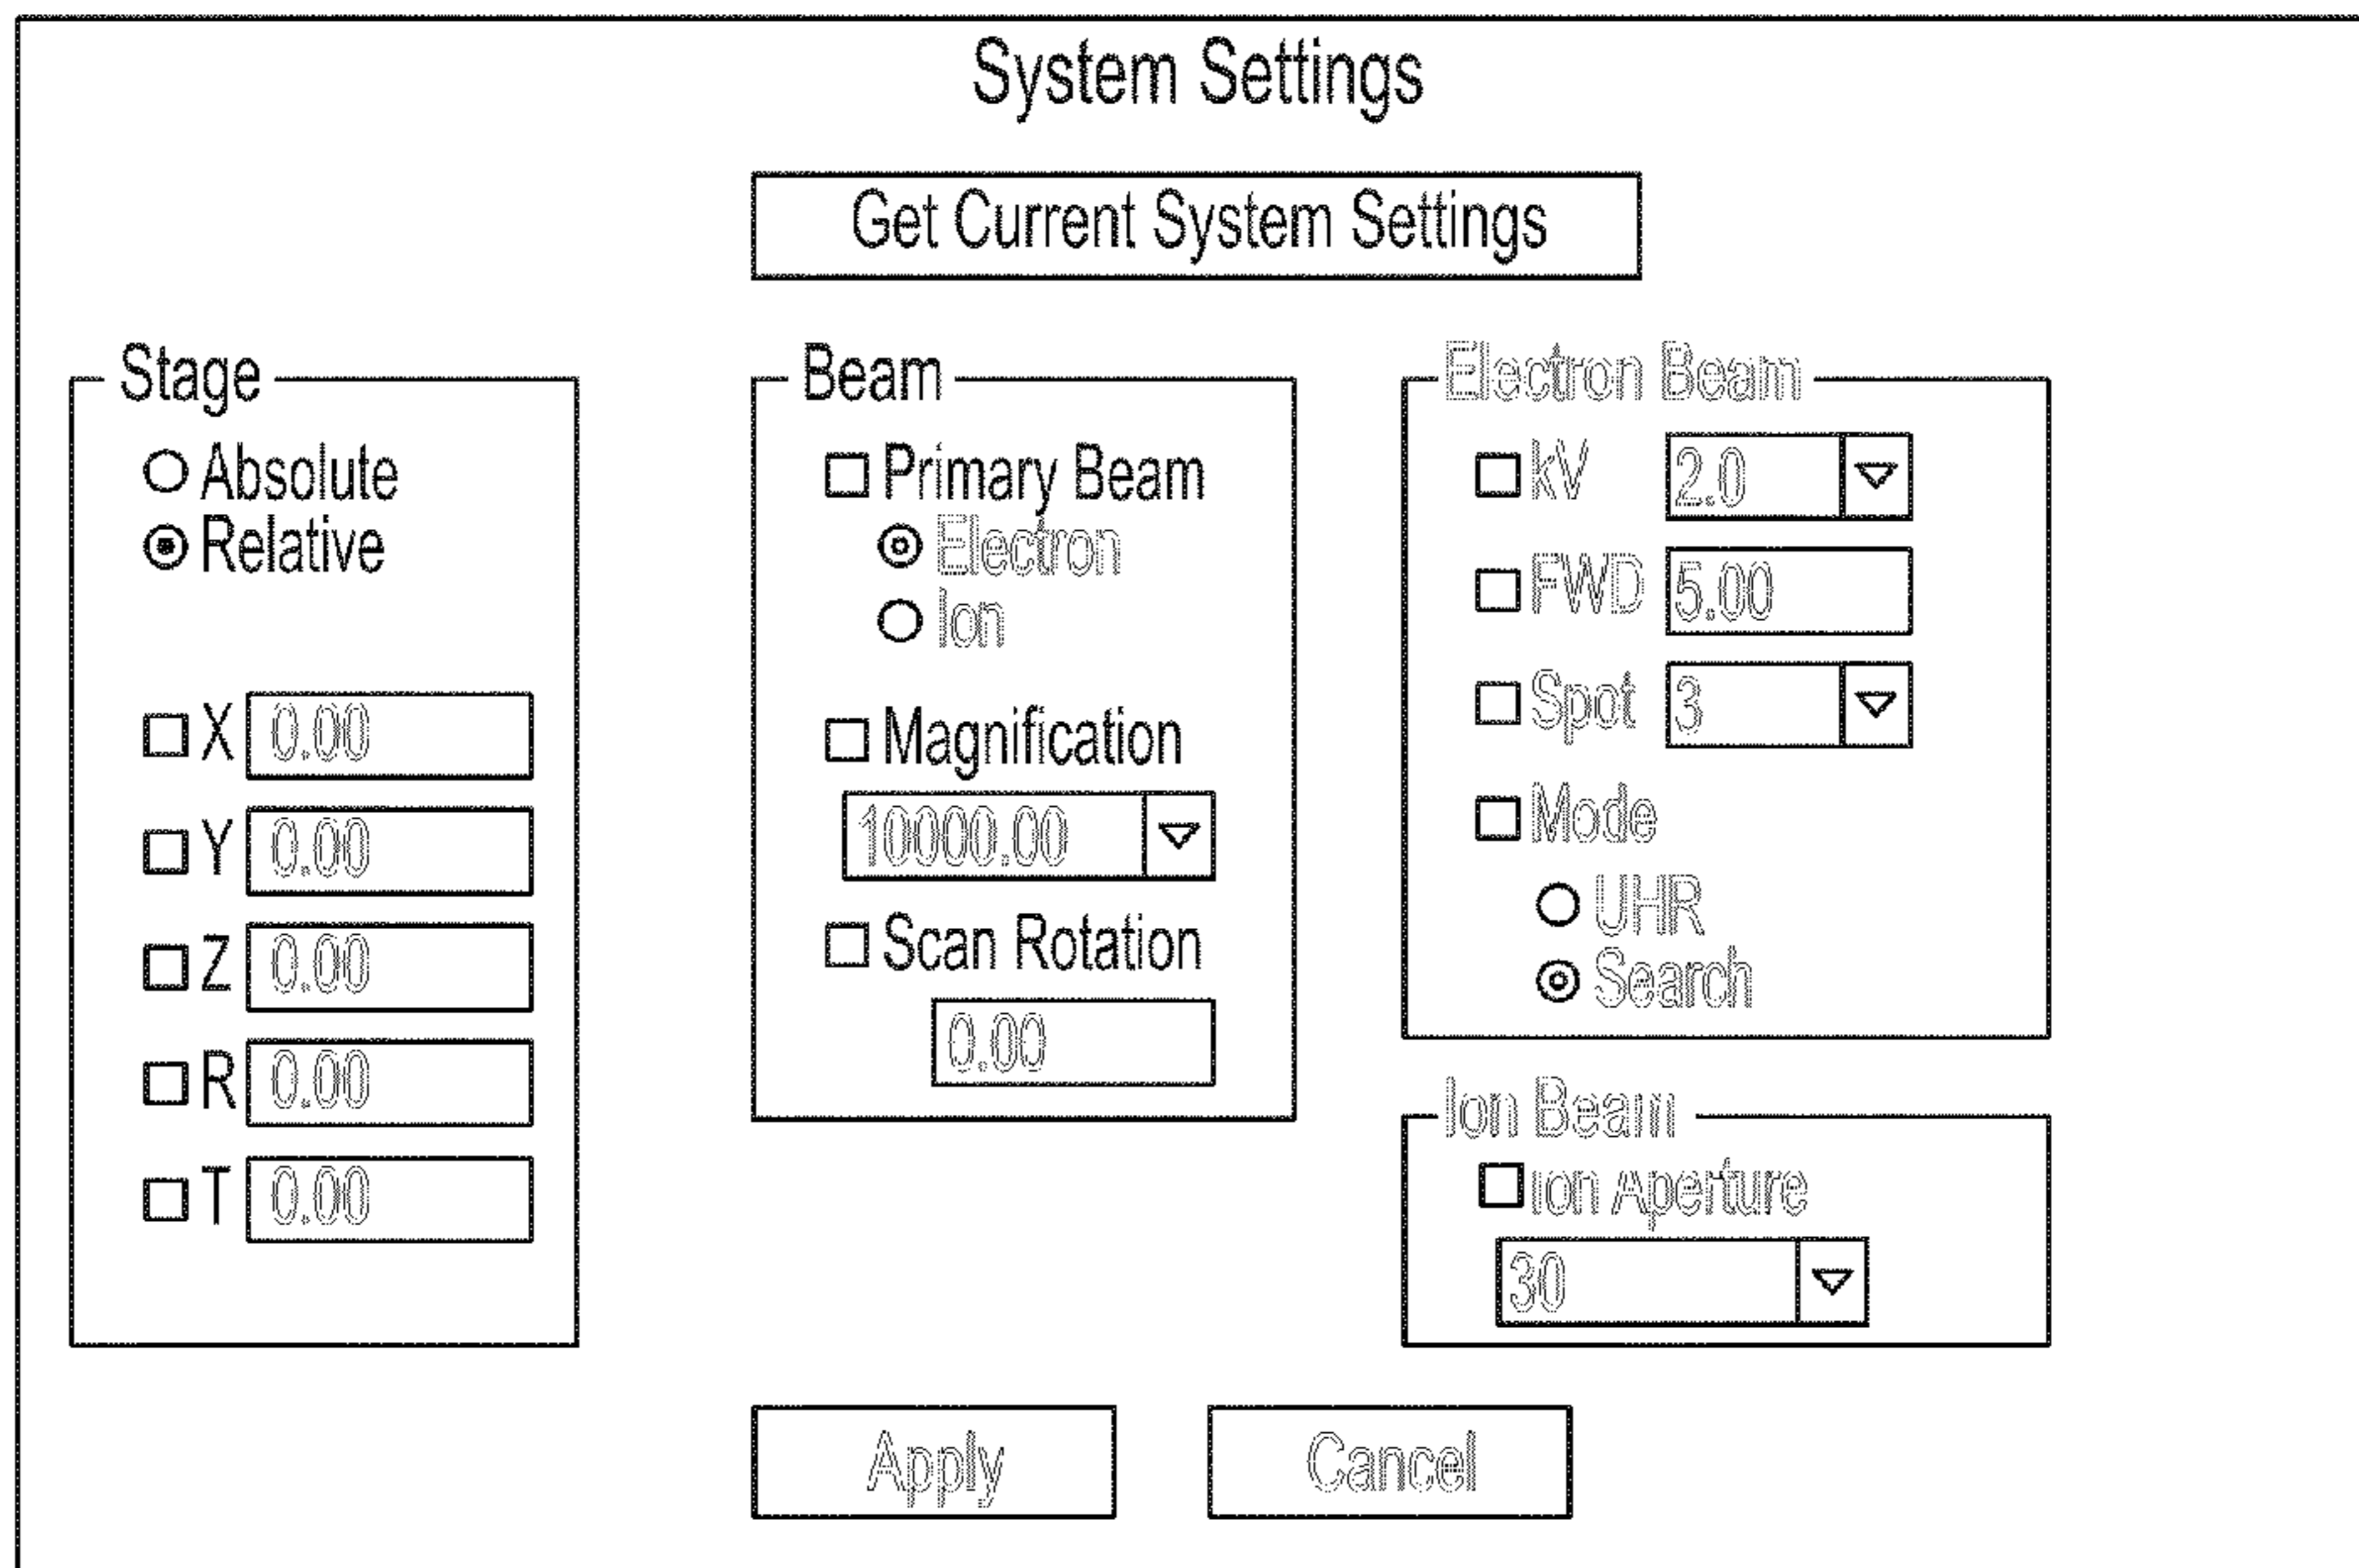 System Settings
Get Current System Settings
Stage
Absolute
Relative
X 0.00
Y 0.00
Z 0.00
R 0.00
T 0.00
Beam
Primary Beam
Electron
Ion
Magnification
10000.00
Scan Rotation
0.00
Electron Beam
kV 2.0
FWD 5.00
Spot 3
Mode
UHR
Search
Ion Beam
Ion Aperture
30
Apply Cancel